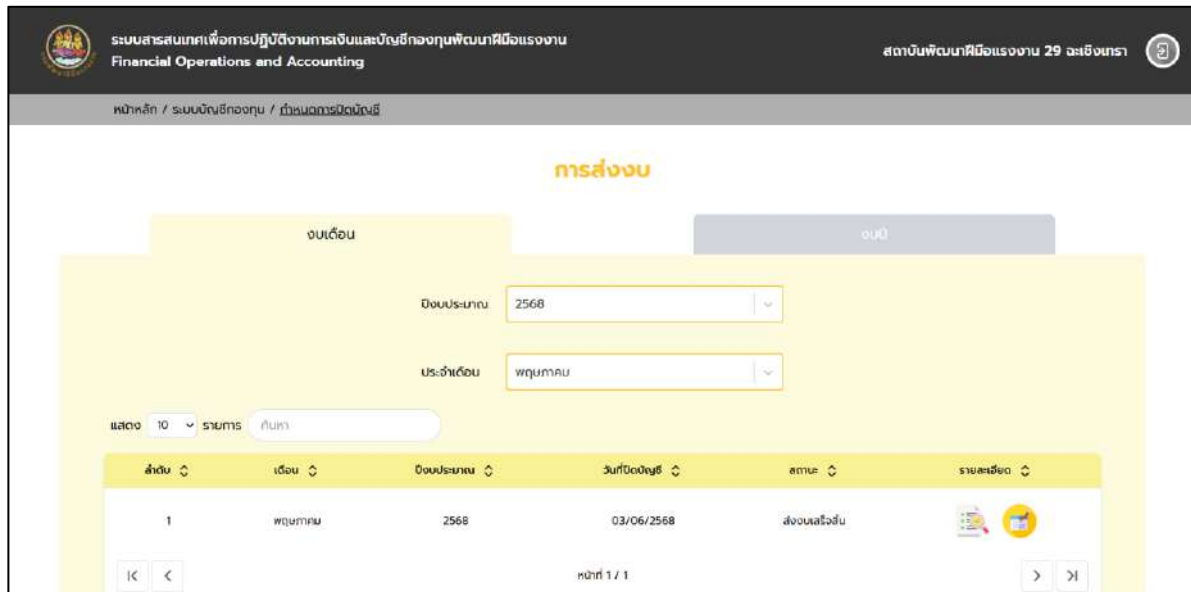 ระบบสารสนเทศเพื่อการปฏิบัติงานการเงินและบัญชีกองทุนพัฒนาฝีมือแรงงาน
Financial Operations and Accounting
สถาบันพัฒนาฝีมือแรงงาน 29 ฉะเชิงเทรา
หน้าหลัก / ระบบบัญชีกองทุน / กำหนดการปิดบัญชี
การส่งงบ
งบเดือน งบปี
ปีงบประมาณ 2568
ประจำเดือน พฤษภาคม
แสดง 10 รายการ ค้นหา
ลำดับ เดือน ปีงบประมาณ วันที่ปิดบัญชี สถานะ รายละเอียด
1 พฤษภาคม 2568 03/06/2568 ส่งงบเสร็จสิ้น
หน้าที่ 1 / 1